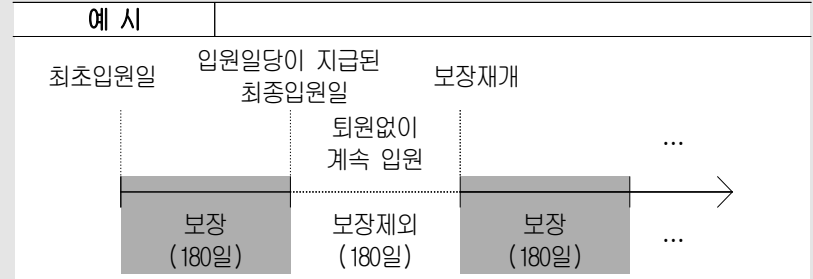 예 시
최초입원일
입원일당이 지급된
최종입원일
보장재개
퇴원없이
계속 입원
...
보장
(180일)
보장제외
(180일)
보장
(180일)
...